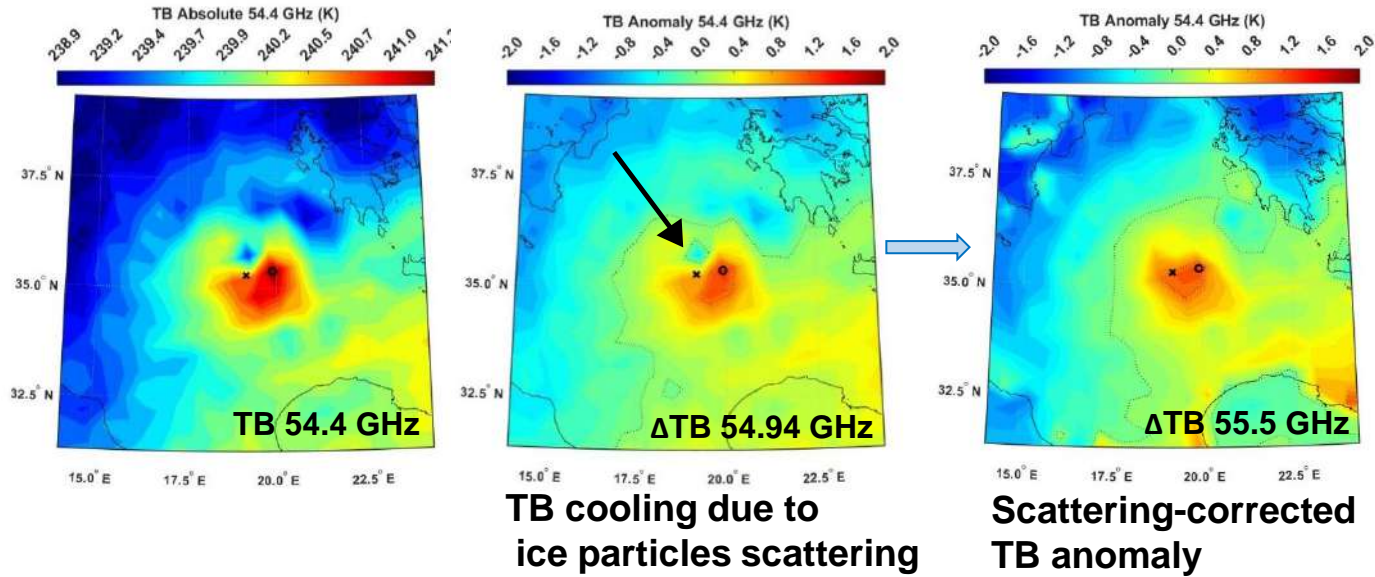 TB Absolute 54.4 GHz (K)
238.9 239.2 239.4 239.7 239.9 240.2 240.5 240.7 241.0 241.
37.5° N
35.0° N
32.5° N
TB 54.4 GHz
15.0° E 17.5° E 20.0° E 22.5° E
TB Anomaly 54.4 GHz (K)
-2.0 -1.6 -1.2 -0.8 -0.4 0.0 0.4 0.8 1.2 1.6 2.0
37.5° N
35.0° N
32.5° N
ΔTB 54.94 GHz
15.0° E 17.5° E 20.0° E 22.5° E
TB cooling due to
ice particles scattering
TB Anomaly 54.4 GHz (K)
-2.0 -1.6 -1.2 -0.8 -0.4 0.0 0.4 0.8 1.2 1.6 2.0
37.5° N
35.0° N
32.5° N
ΔTB 55.5 GHz
15.0° E 17.5° E 20.0° E 22.5° E
Scattering-corrected
TB anomaly